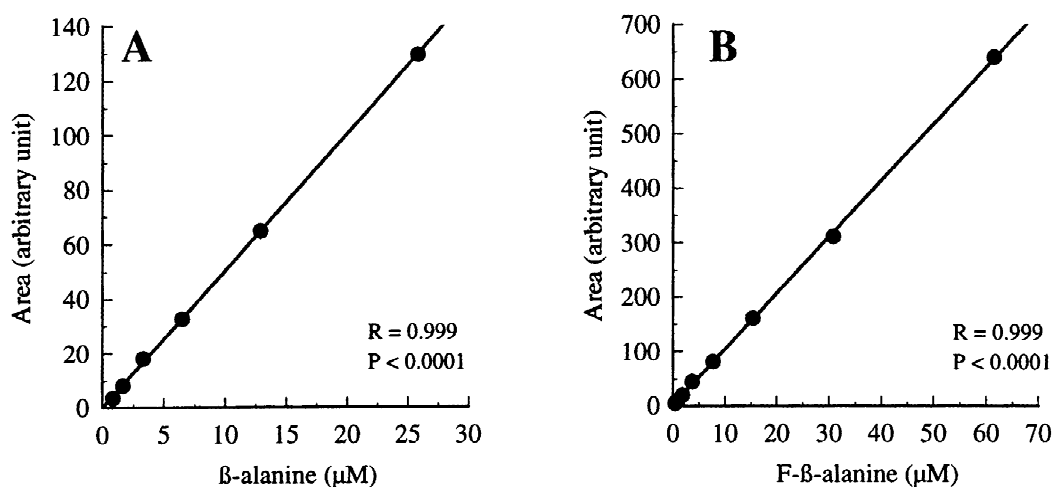 A
140
120
100
80
60
40
20
0
Area (arbitrary unit)
R = 0.999
P < 0.0001
0 5 10 15 20 25 30
ß-alanine (µM)
B
700
600
500
400
300
200
100
0
Area (arbitrary unit)
R = 0.999
P < 0.0001
0 10 20 30 40 50 60 70
F-ß-alanine (µM)